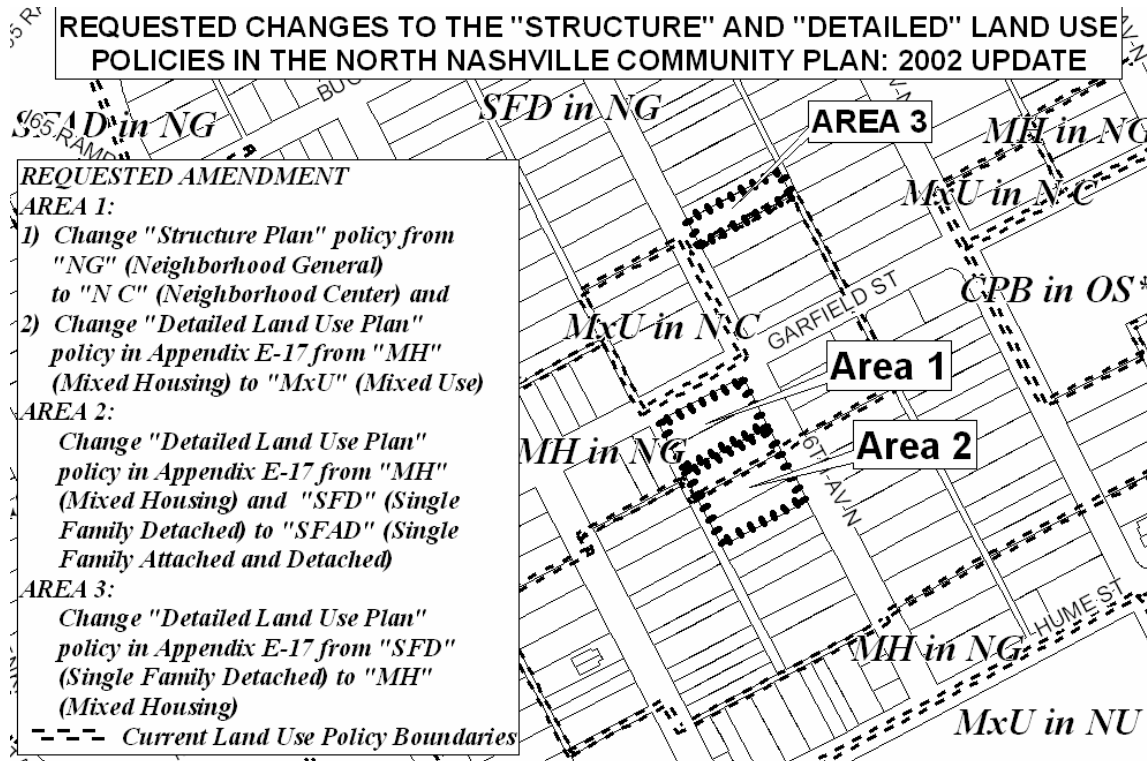 REQUESTED CHANGES TO THE "STRUCTURE" AND "DETAILED" LAND USE
POLICIES IN THE NORTH NASHVILLE COMMUNITY PLAN: 2002 UPDATE
SFD in NG
AREA 3
MH in NG
in NG
I65 RAMP
MxU in N C
REQUESTED AMENDMENT
AREA 1:
1) Change "Structure Plan" policy from
"NG" (Neighborhood General)
to "N C" (Neighborhood Center) and
2) Change "Detailed Land Use Plan"
policy in Appendix E-17 from "MH"
(Mixed Housing) to "MxU" (Mixed Use)
AREA 2:
Change "Detailed Land Use Plan"
policy in Appendix E-17 from "MH"
(Mixed Housing) and "SFD" (Single
Family Detached) to "SFAD" (Single
Family Attached and Detached)
AREA 3:
Change "Detailed Land Use Plan"
policy in Appendix E-17 from "SFD"
(Single Family Detached) to "MH"
(Mixed Housing)
Current Land Use Policy Boundaries
CPB in OS*
GARFIELD ST
MxU in N C
Area 1
MH in NG
Area 2
6TH AV N
HUME ST
MH in NG
MxU in NU